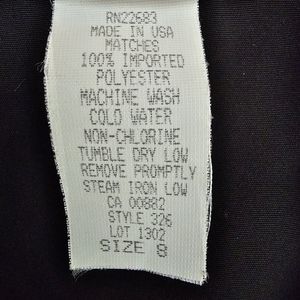 RN22683
MADE IN USA
MATCHES
100% IMPORTED
POLYESTER
MACHINE WASH
COLD WATER
NON-CHLORINE
TUMBLE DRY LOW
REMOVE PROMPTLY
STEAM IRON LOW
CA 00882
STYLE 326
LOT 1302
SIZE 8